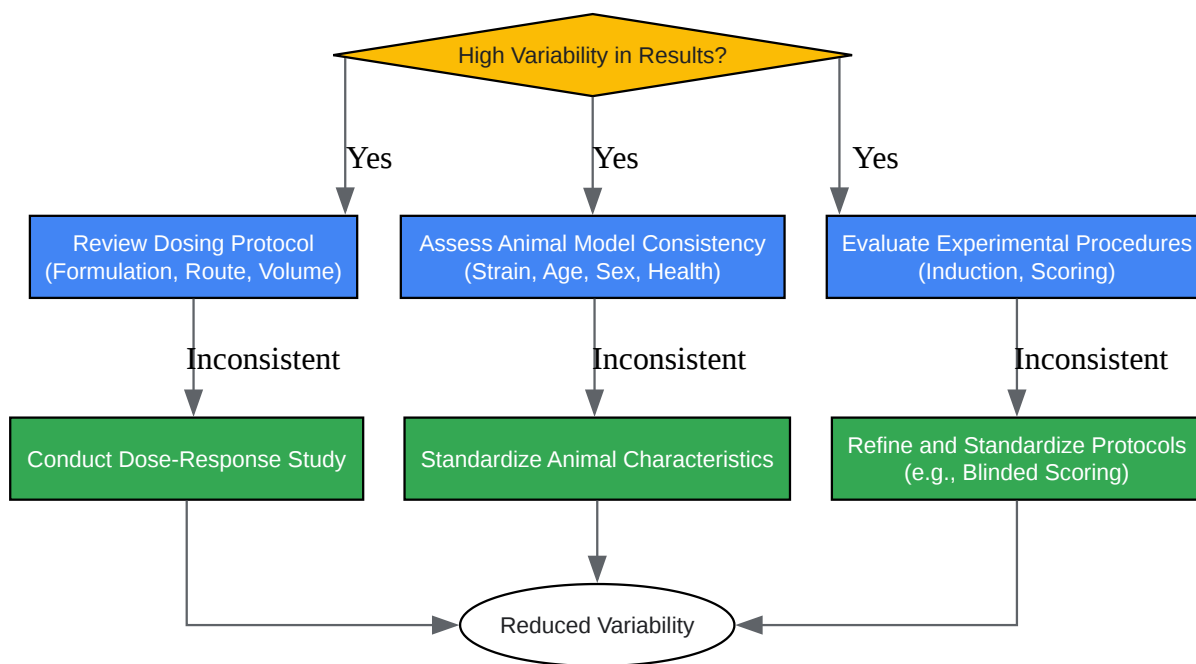 High Variability in Results?
Yes
Yes
Yes
Review Dosing Protocol
(Formulation, Route, Volume)
Assess Animal Model Consistency
(Strain, Age, Sex, Health)
Evaluate Experimental Procedures
(Induction, Scoring)
Inconsistent
Inconsistent
Inconsistent
Conduct Dose-Response Study
Standardize Animal Characteristics
Refine and Standardize Protocols
(e.g., Blinded Scoring)
Reduced Variability